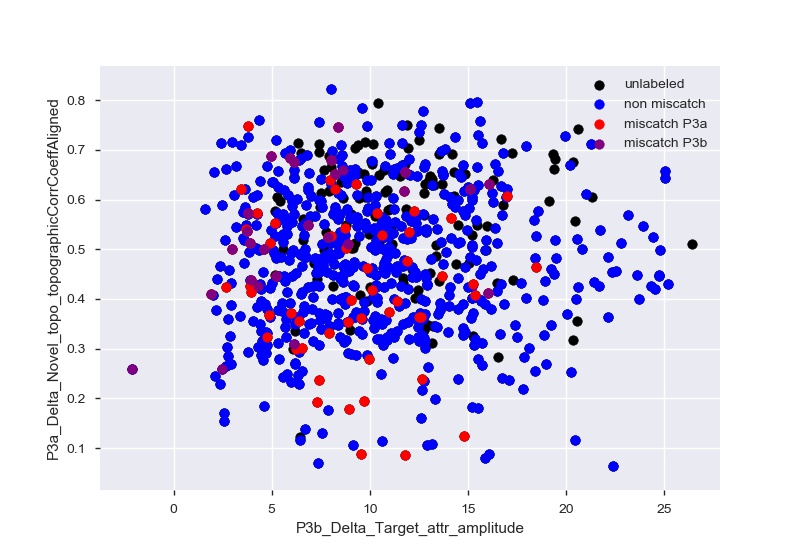 unlabeled
non miscatch
miscatch P3a
miscatch P3b
0.8
0.7
0.6
0.5
0.4
0.3
0.2
0.1
P3a_Delta_Novel_topo_topographicCorrCoeffAligned
0
5
10
15
20
25
P3b_Delta_Target_attr_amplitude